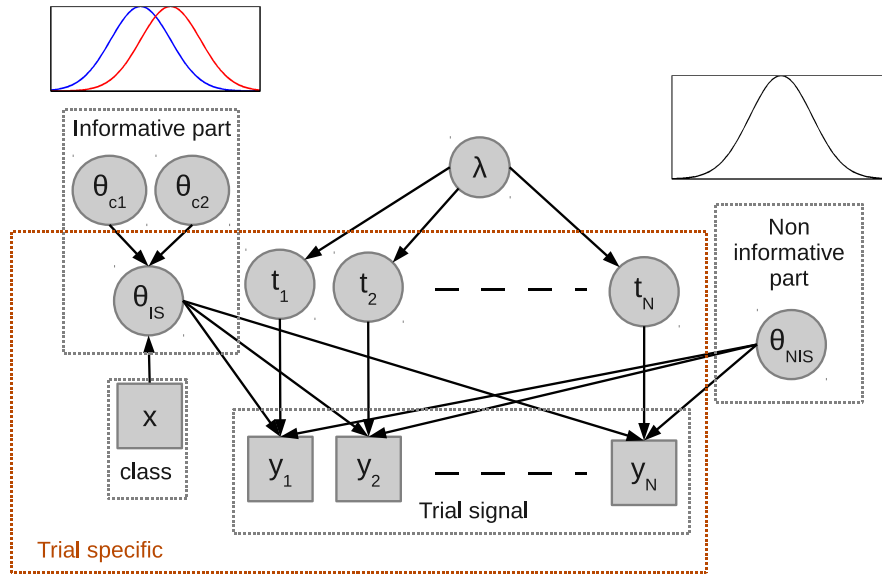 Informative part
θc1
θc2
λ
Non
informative
part
θIS
t1
t2
tN
θNIS
x
class
y1
y2
yN
Trial signal
Trial specific